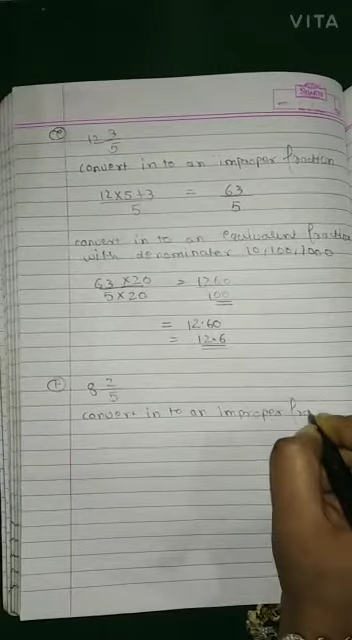 VITA
(e) 12 3/5
convert in to an improper fraction
12×5+3/5 = 63/5
convert in to an equivalent fraction
with denominator 10,100,1000
63×20/5×20 = 1260/100
= 12.60
= 12.6
(f) 8 2/5
convert in to an improper fra